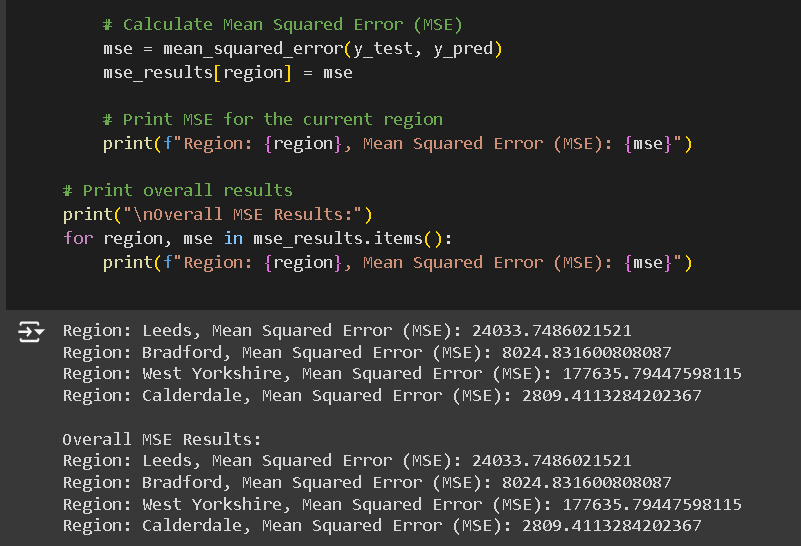 # Calculate Mean Squared Error (MSE)
mse = mean_squared_error(y_test, y_pred)
mse_results[region] = mse
# Print MSE for the current region
print(f"Region: {region}, Mean Squared Error (MSE): {mse}")
# Print overall results
print("\nOverall MSE Results:")
for region, mse in mse_results.items():
print(f"Region: {region}, Mean Squared Error (MSE): {mse}")
Region: Leeds, Mean Squared Error (MSE): 24033.7486021521
Region: Bradford, Mean Squared Error (MSE): 8024.831600808087
Region: West Yorkshire, Mean Squared Error (MSE): 177635.79447598115
Region: Calderdale, Mean Squared Error (MSE): 2809.4113284202367
Overall MSE Results:
Region: Leeds, Mean Squared Error (MSE): 24033.7486021521
Region: Bradford, Mean Squared Error (MSE): 8024.831600808087
Region: West Yorkshire, Mean Squared Error (MSE): 177635.79447598115
Region: Calderdale, Mean Squared Error (MSE): 2809.4113284202367